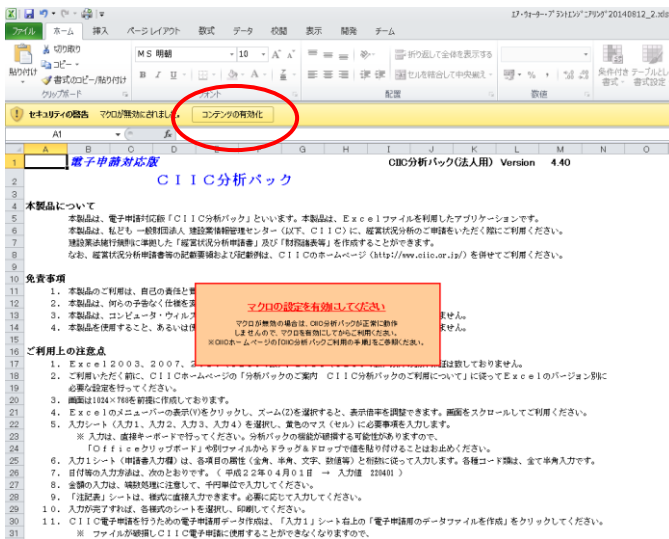 ファイル ホーム 挿入 ページレイアウト 数式 データ 校閲 表示 開発 チーム
切り取り
コピー
書式のコピー/貼り付け
貼り付け
クリップボード
ＭＳ 明朝 10
フォント
折り返して全体を表示する
セルを結合して中央揃え
配置
数値
条件付き書式
セキュリティの警告 マクロが無効にされました。 コンテンツの有効化
A1 fx
A B C D G H I J K L M N O
1 電子申請対応版 CIIC分析パック(法人用) Version 4.40
2 ＣＩＩＣ分析パック
3
4 本製品について
5 本製品は、電子申請対応版「ＣＩＩＣ分析パック」といいます。本製品は、Ｅｘｃｅｌファイルを利用したアプリケーションです。
6 本製品は、私ども 一般財団法人 建設業情報管理センター（以下、ＣＩＩＣ）に、経営状況分析のご申請をいただく際にご利用ください。
7 建設業法施行規則に準拠した「経営状況分析申請書」及び「財務諸表等」を作成することができます。
8 なお、経営状況分析申請書等の記載要領および記載例は、ＣＩＩＣのホームページ（http://www.ciic.or.jp/）を併せてご利用ください。
9
10 免責事項
11 １． 本製品のご利用は、自己の責任と
12 ２． 本製品は、何らの予告なく仕様を
13 ３． 本製品は、コンピュータ・ウィル ません。
14 ４． 本製品を使用すること、あるいは使 ません。
マクロの設定を有効にしてください
マクロが無効の場合は、CIIC分析パックが正常に動作
しませんので、マクロを有効にしてからご利用ください。
※CIICホームページの「CIIC分析パックご利用の手順」をご参照ください。
15
16 ご利用上の注意点
17 １． Ｅｘｃｅｌ２００３、２００７、 証は致しておりません。
18 ２． ご利用いただく前に、ＣＩＩＣホームページの「分析パックのご案内 ＣＩＩＣ分析パックのご利用について」に従ってＥｘｃｅｌのバージョン別に
19 必要な設定を行ってください。
20 ３． 画面は1024×768を前提に作成しております。
21 ４． Ｅｘｃｅｌのメニューバーの表示(V)をクリックし、ズーム(Z)を選択すると、表示倍率を調整できます。画面をスクロールしてご利用ください。
22 ５． 入力シート（入力１、入力２、入力３、入力４）を選択し、黄色のマス（セル）に必要事項を入力します。
23 ※ 入力は、直接キーボードで行ってください。分析パックの機能が破損する可能性がありますので、
24 「Ｏｆｆｉｃｅクリップボード」や別ファイルからドラッグ＆ドロップで値を貼り付けることはお止めください。
25 ６． 入力１シート（申請書入力欄）は、各項目の属性（全角、半角、文字、数値等）と桁数に従って入力します。各種コード類は、全て半角入力です。
26 ７． 日付等の入力方法は、次のとおりです。（ 平成２２年０４月０１日 → 入力値 220401 ）
27 ８． 金額の入力は、端数処理に注意して、千円単位で入力してください。
28 ９． 「注記表」シートは、様式に直接入力できます。必要に応じて入力してください。
29 １０． 入力が完了すれば、各様式のシートを選択し、印刷してください。
30 １１． ＣＩＩＣ電子申請を行うための電子申請用データ作成は、「入力１」シート右上の「電子申請用のデータファイルを作成」をクリックしてください。
31 ※ ファイルが破損しＣＩＩＣ電子申請に使用することができなくなりますので、